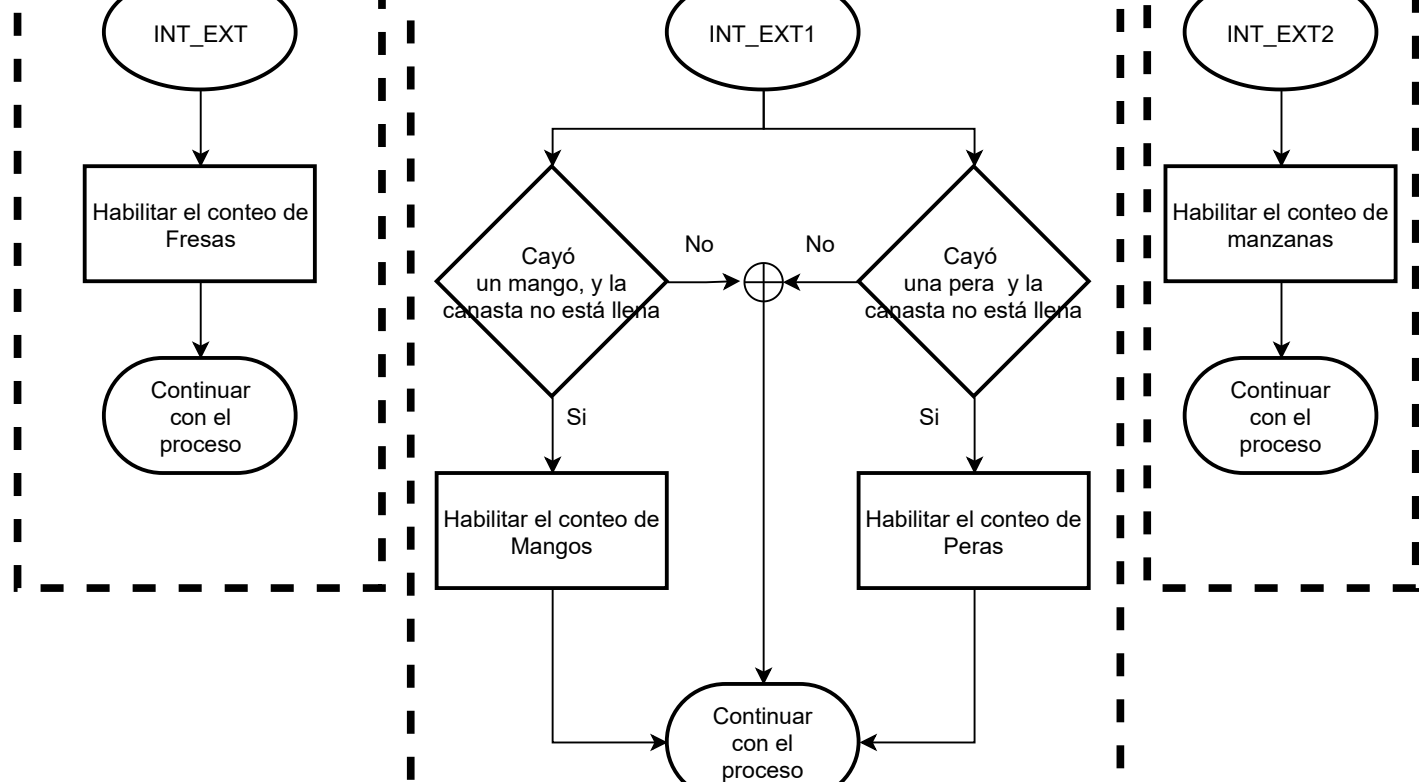 INT_EXT
Habilitar el conteo de
Fresas
Continuar
con el
proceso
INT_EXT1
Cayó
un mango, y la
canasta no está llena
No
Si
Habilitar el conteo de
Mangos
No
Cayó
una pera  y la
canasta no está llena
Si
Habilitar el conteo de
Peras
Continuar
con el
proceso
INT_EXT2
Habilitar el conteo de
manzanas
Continuar
con el
proceso